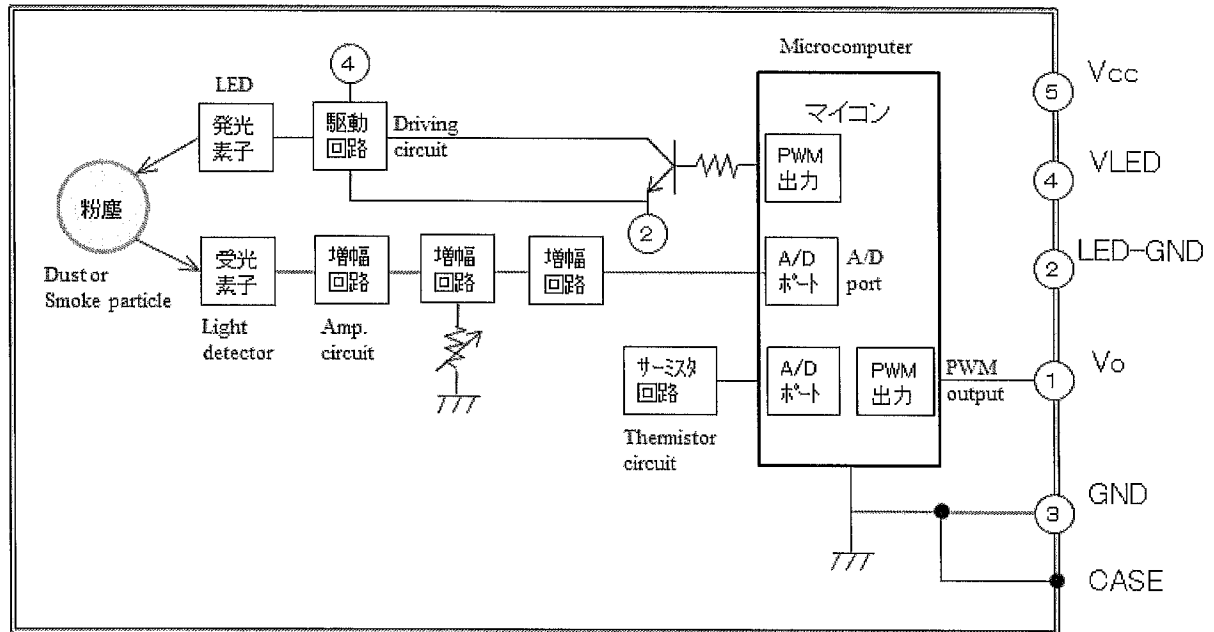 Microcomputer
マイコン
LED
発光
素子
④
駆動
回路
Driving
circuit
PWM
出力
②
粉塵
Dust or
Smoke particle
受光
素子
Light
detector
増幅
回路
Amp.
circuit
増幅
回路
増幅
回路
A/D
ﾎﾟｰﾄ
A/D
port
サーミスタ
回路
Thermistor
circuit
A/D
ﾎﾟｰﾄ
PWM
出力
PWM
output
⑤ Vcc
④ VLED
② LED-GND
① Vo
③ GND
CASE